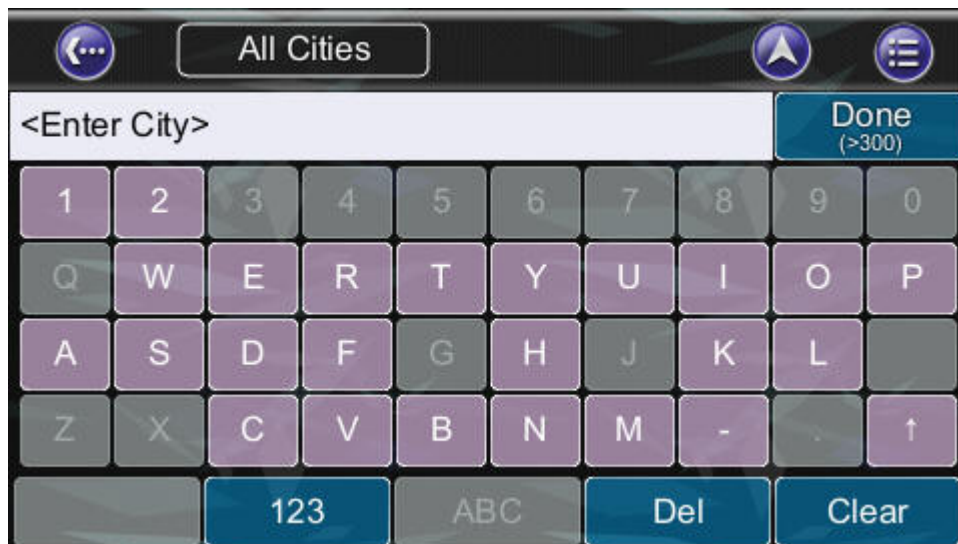 All Cities
<Enter City>
Done
(>300)
1 2 3 4 5 6 7 8 9 0
Q W E R T Y U I O P
A S D F G H J K L
Z X C V B N M - . ↑
123 ABC Del Clear